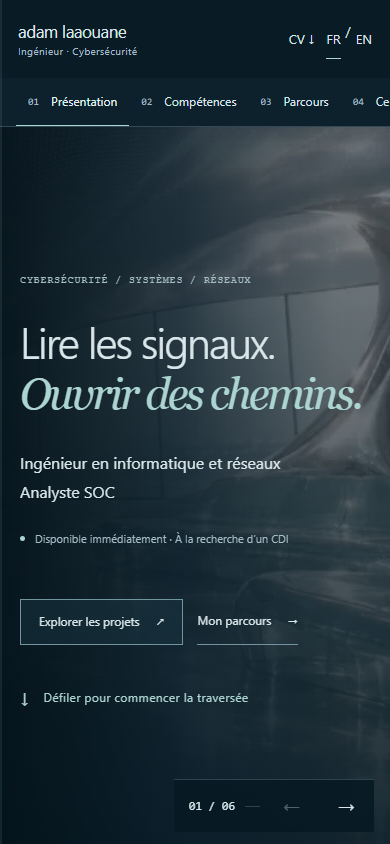 adam laaouane
Ingénieur · Cybersécurité
CV ↓ FR / EN
01 Présentation 02 Compétences 03 Parcours 04 Ce
CYBERSÉCURITÉ / SYSTÈMES / RÉSEAUX
Lire les signaux.
Ouvrir des chemins.
Ingénieur en informatique et réseaux
Analyste SOC
Disponible immédiatement · À la recherche d'un CDI
Explorer les projets ↗ Mon parcours →
↓ Défiler pour commencer la traversée
01 / 06 ← →